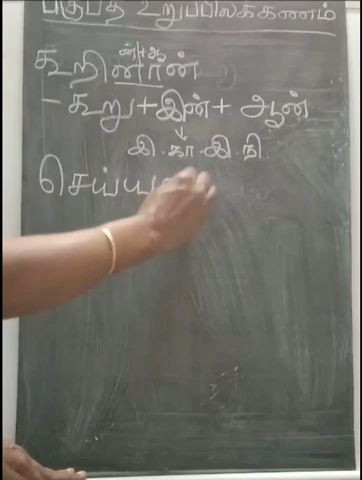 பகுபத உறுப்பிலக்கணம்
ன்+ஆ
கூறினான்
- கூறு + இன் + ஆன்
↓
இ . கா . இ . நி
செய்ய